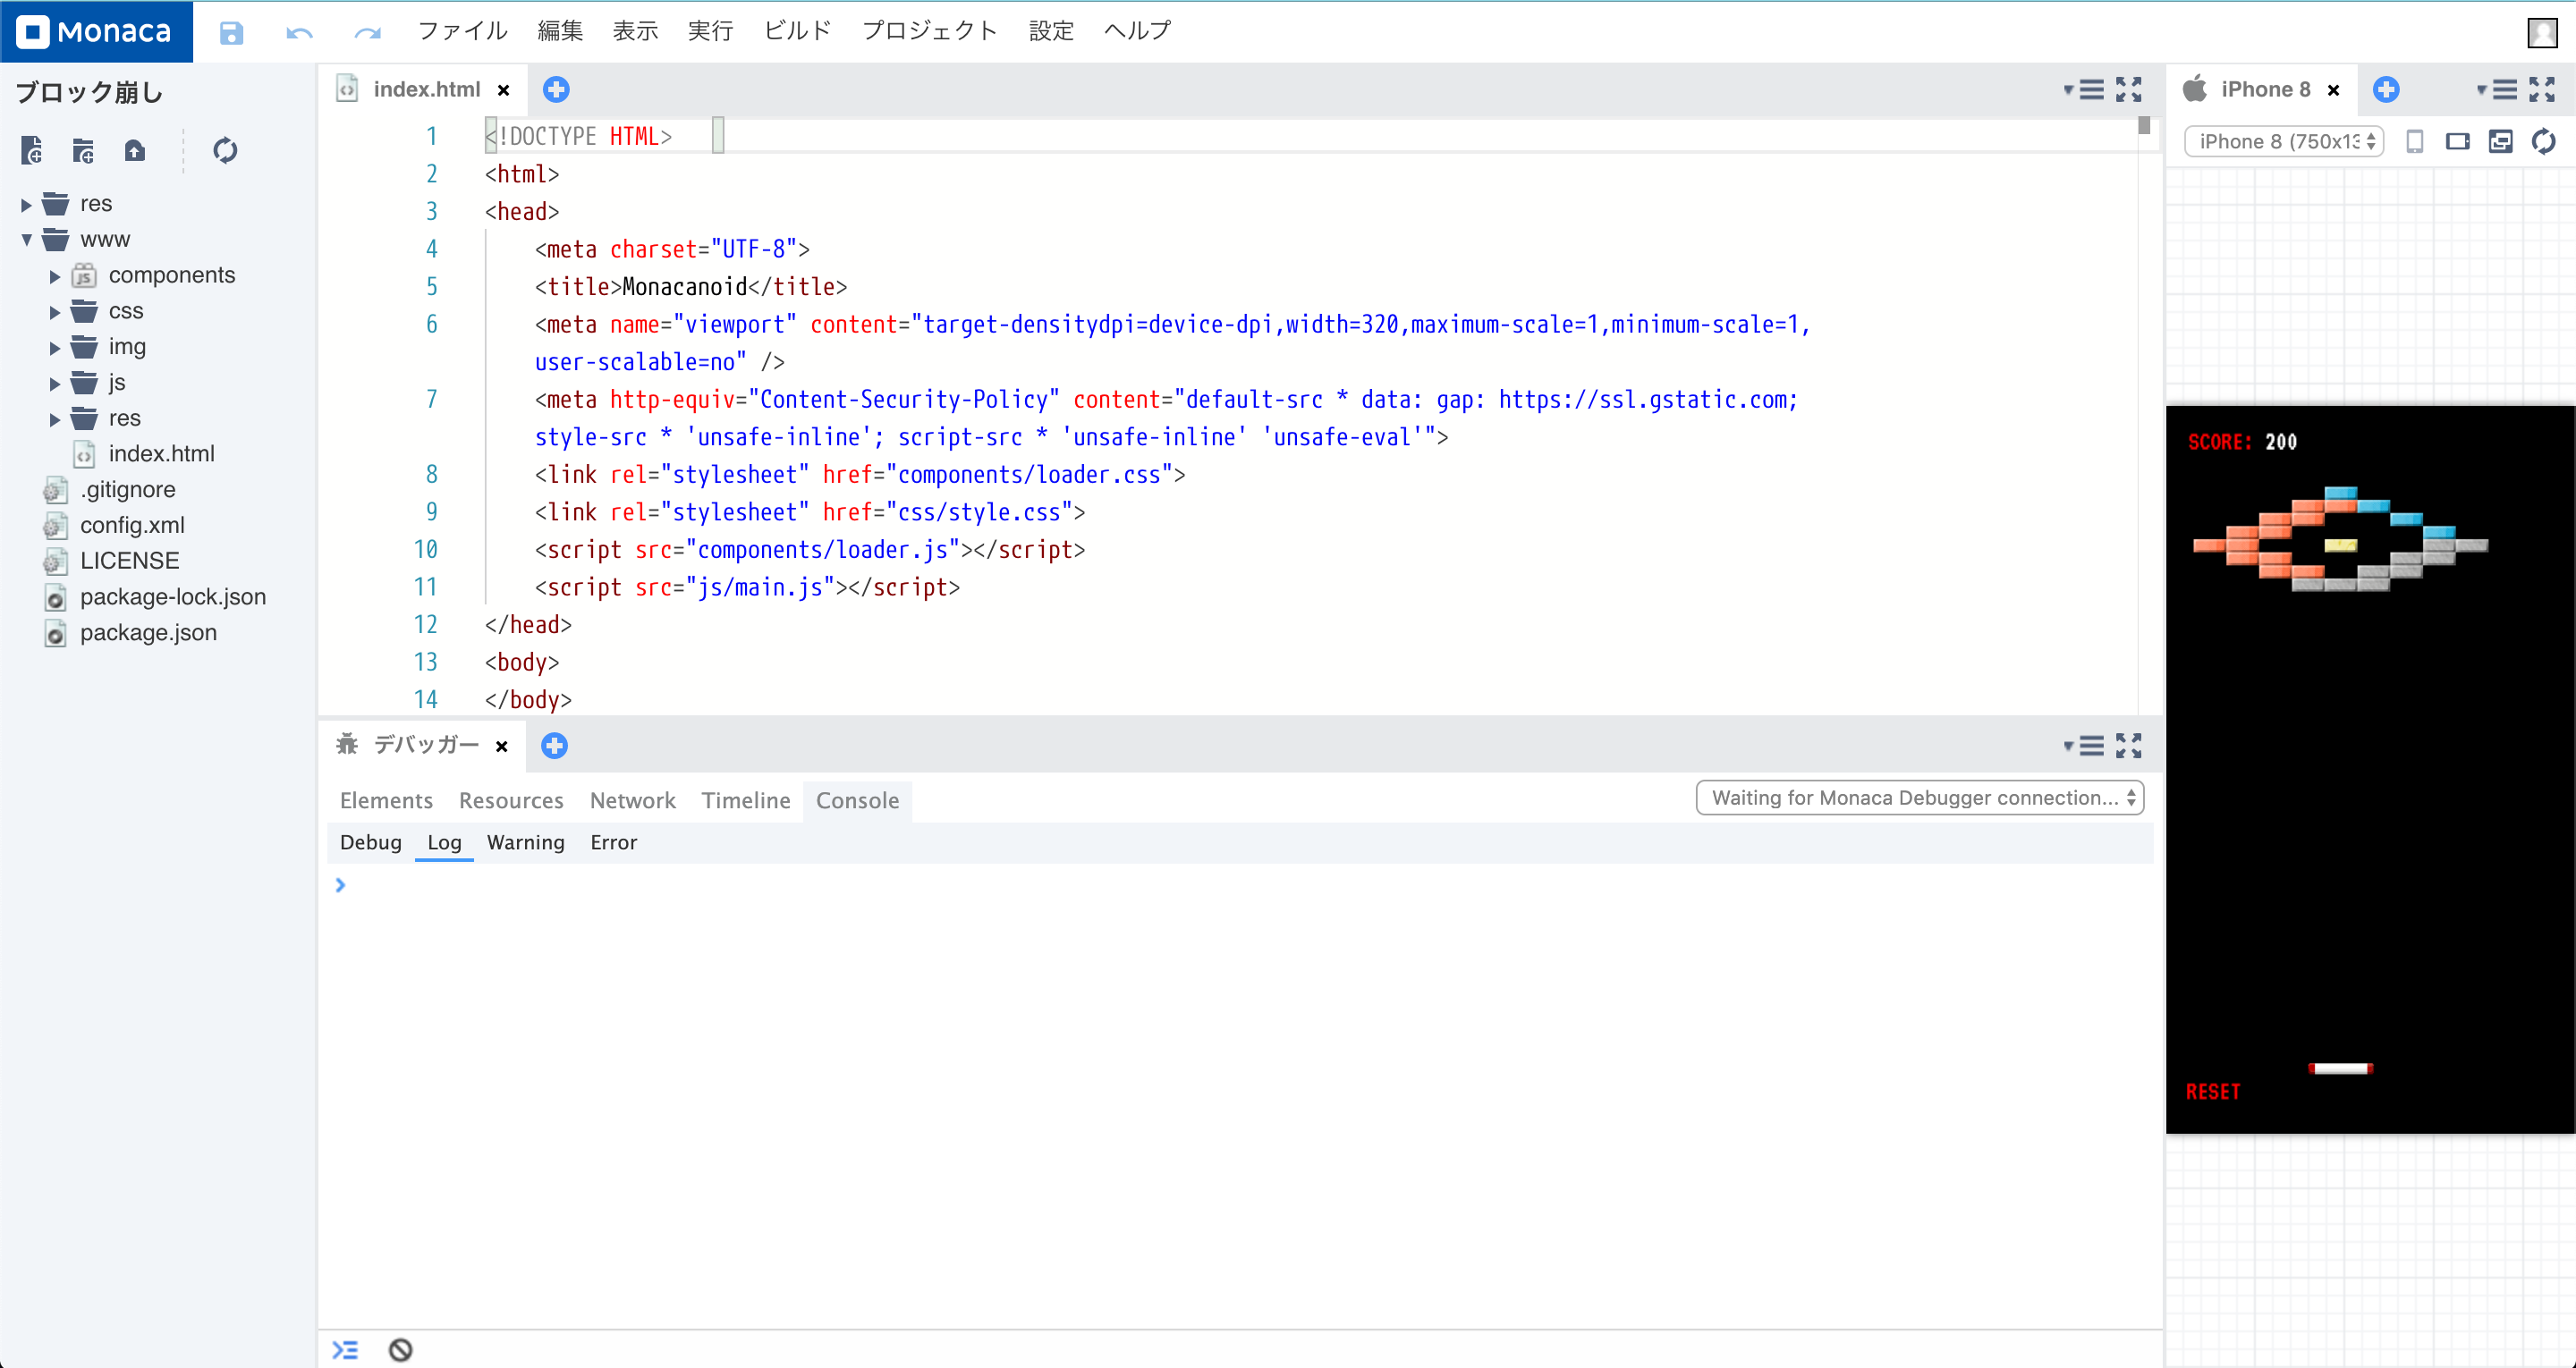 Monaca ファイル 編集 表示 実行 ビルド プロジェクト 設定 ヘルプ
ブロック崩し
res
www
components
css
img
js
res
index.html
.gitignore
config.xml
LICENSE
package-lock.json
package.json
index.html
1 <!DOCTYPE HTML>
2 <html>
3 <head>
4 <meta charset="UTF-8">
5 <title>Monacanoid</title>
6 <meta name="viewport" content="target-densitydpi=device-dpi,width=320,maximum-scale=1,minimum-scale=1,
user-scalable=no" />
7 <meta http-equiv="Content-Security-Policy" content="default-src * data: gap: https://ssl.gstatic.com;
style-src * 'unsafe-inline'; script-src * 'unsafe-inline' 'unsafe-eval'">
8 <link rel="stylesheet" href="components/loader.css">
9 <link rel="stylesheet" href="css/style.css">
10 <script src="components/loader.js"></script>
11 <script src="js/main.js"></script>
12 </head>
13 <body>
14 </body>
デバッガー
Elements Resources Network Timeline Console Waiting for Monaca Debugger connection...
Debug Log Warning Error
iPhone 8
iPhone 8 (750x13
SCORE: 200
RESET